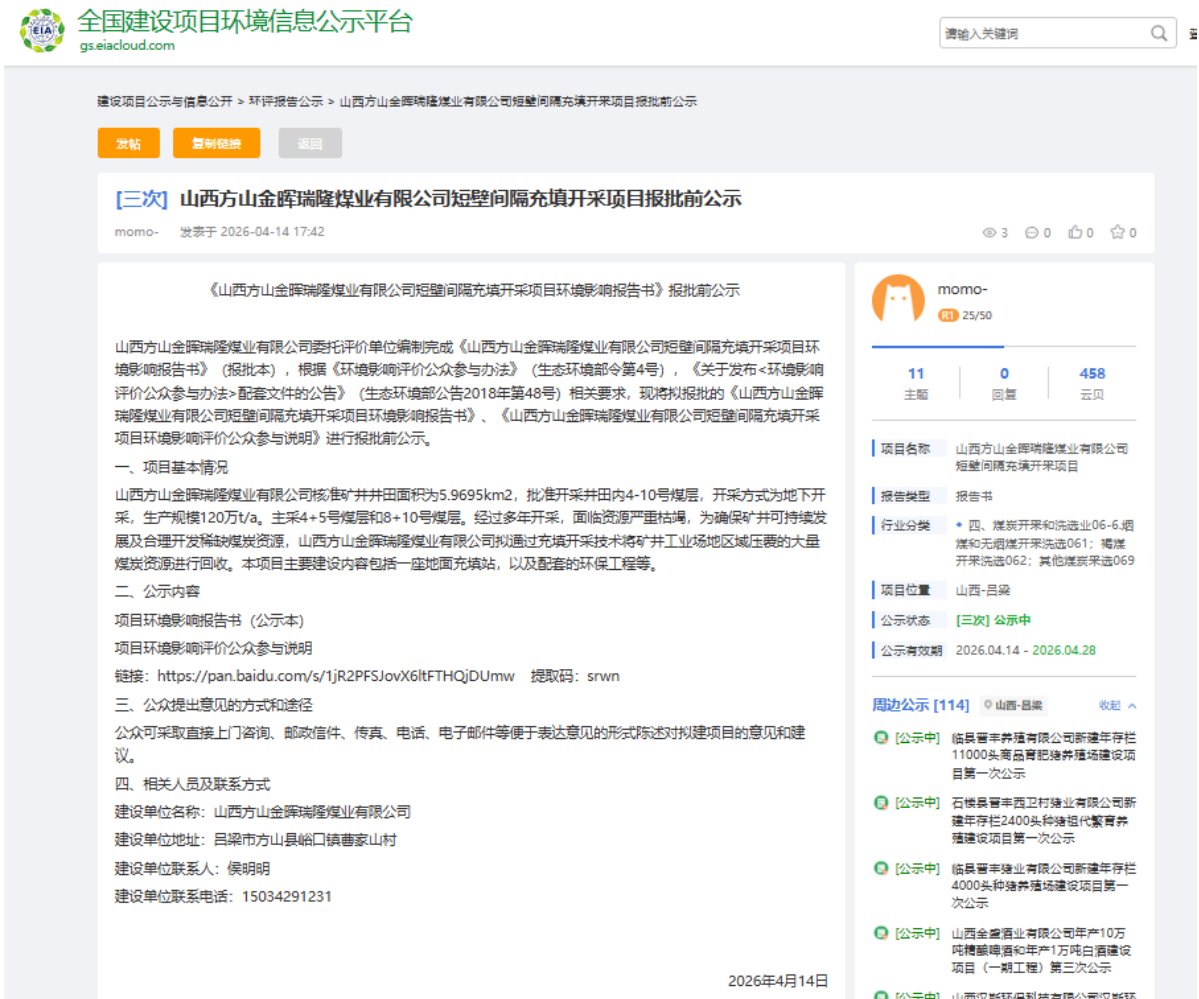 全国建设项目环境信息公示平台
gs.eiacloud.com
请输入关键词
建设项目公示与信息公开 > 环评报告公示 > 山西方山金晖瑞隆煤业有限公司短壁间隔充填开采项目报批前公示
发帖 复制链接 返回
[三次] 山西方山金晖瑞隆煤业有限公司短壁间隔充填开采项目报批前公示
momo- 发表于 2026-04-14 17:42
3 0 0 0
《山西方山金晖瑞隆煤业有限公司短壁间隔充填开采项目环境影响报告书》报批前公示
山西方山金晖瑞隆煤业有限公司委托评价单位编制完成《山西方山金晖瑞隆煤业有限公司短壁间隔充填开采项目环
境影响报告书》（报批本），根据《环境影响评价公众参与办法》（生态环境部令第4号），《关于发布<环境影响
评价公众参与办法>配套文件的公告》（生态环境部公告2018年第48号）相关要求，现将拟报批的《山西方山金晖
瑞隆煤业有限公司短壁间隔充填开采项目环境影响报告书》、《山西方山金晖瑞隆煤业有限公司短壁间隔充填开采
项目环境影响评价公众参与说明》进行报批前公示。
一、项目基本情况
山西方山金晖瑞隆煤业有限公司核准矿井井田面积为5.9695km2，批准开采井田内4-10号煤层，开采方式为地下开
采，生产规模120万t/a。主采4+5号煤层和8+10号煤层。经过多年开采，面临资源严重枯竭，为确保矿井可持续发
展及合理开发稀缺煤炭资源，山西方山金晖瑞隆煤业有限公司拟通过充填开采技术将矿井工业场地区域压覆的大量
煤炭资源进行回收。本项目主要建设内容包括一座地面充填站，以及配套的环保工程等。
二、公示内容
项目环境影响报告书（公示本）
项目环境影响评价公众参与说明
链接：https://pan.baidu.com/s/1jR2PFSJovX6ltFTHQjDUmw 提取码：srwn
三、公众提出意见的方式和途径
公众可采取直接上门咨询、邮政信件、传真、电话、电子邮件等便于表达意见的形式陈述对拟建项目的意见和建
议。
四、相关人员及联系方式
建设单位名称：山西方山金晖瑞隆煤业有限公司
建设单位地址：吕梁市方山县峪口镇曹家山村
建设单位联系人：侯明明
建设单位联系电话：15034291231
2026年4月14日
momo-
R1 25/50
11 0 458
主题 回复 云贝
项目名称 山西方山金晖瑞隆煤业有限公司
短壁间隔充填开采项目
报告类型 报告书
行业分类 四、煤炭开采和洗选业06-6.烟
煤和无烟煤开采洗选061；褐煤
开采洗选062；其他煤炭采选069
项目位置 山西-吕梁
公示状态 [三次] 公示中
公示有效期 2026.04.14 - 2026.04.28
周边公示 [114] 山西-吕梁 收起
[公示中] 临县晋丰养殖有限公司新建年存栏
11000头商品育肥猪养殖场建设项
目第一次公示
[公示中] 石楼县晋丰西卫村猪业有限公司新
建年存栏2400头种猪祖代繁育养
殖建设项目第一次公示
[公示中] 临县晋丰猪业有限公司新建年存栏
4000头种猪养殖场建设项目第一
次公示
[公示中] 山西金盛酒业有限公司年产10万
吨精酿啤酒和年产1万吨白酒建设
项目（一期工程）第三次公示